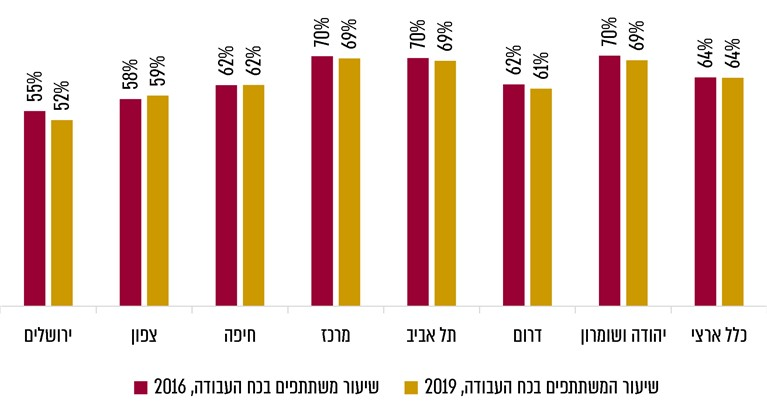 55% 52% 58% 59% 62% 62% 70% 69% 70% 69% 62% 61% 70% 69% 64% 64%
ירושלים צפון חיפה מרכז תל אביב דרום יהודה ושומרון כלל ארצי
שיעור משתתפים בכח העבודה, 2016 שיעור המשתתפים בכח העבודה, 2019